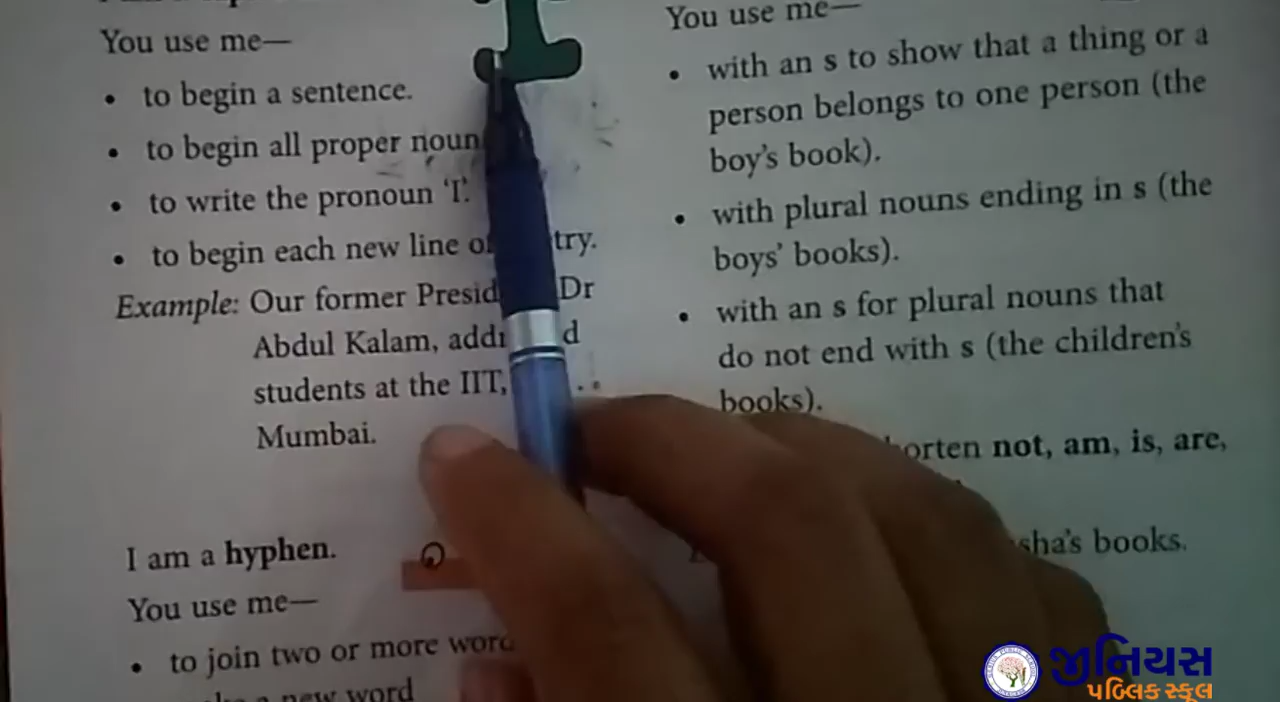 You use me—
• to begin a sentence.
• to begin all proper noun
• to write the pronoun ‘I’.
• to begin each new line of try.
Example: Our former Presid Dr
Abdul Kalam, addr d
students at the IIT,
Mumbai.
I am a hyphen.
You use me—
• to join two or more word
a new word
You use me—
• with an s to show that a thing or a
person belongs to one person (the
boy’s book).
• with plural nouns ending in s (the
boys’ books).
• with an s for plural nouns that
do not end with s (the children’s
books).
orten not, am, is, are,
sha’s books.
જીનિયસ
પબ્લિક સ્કૂલ